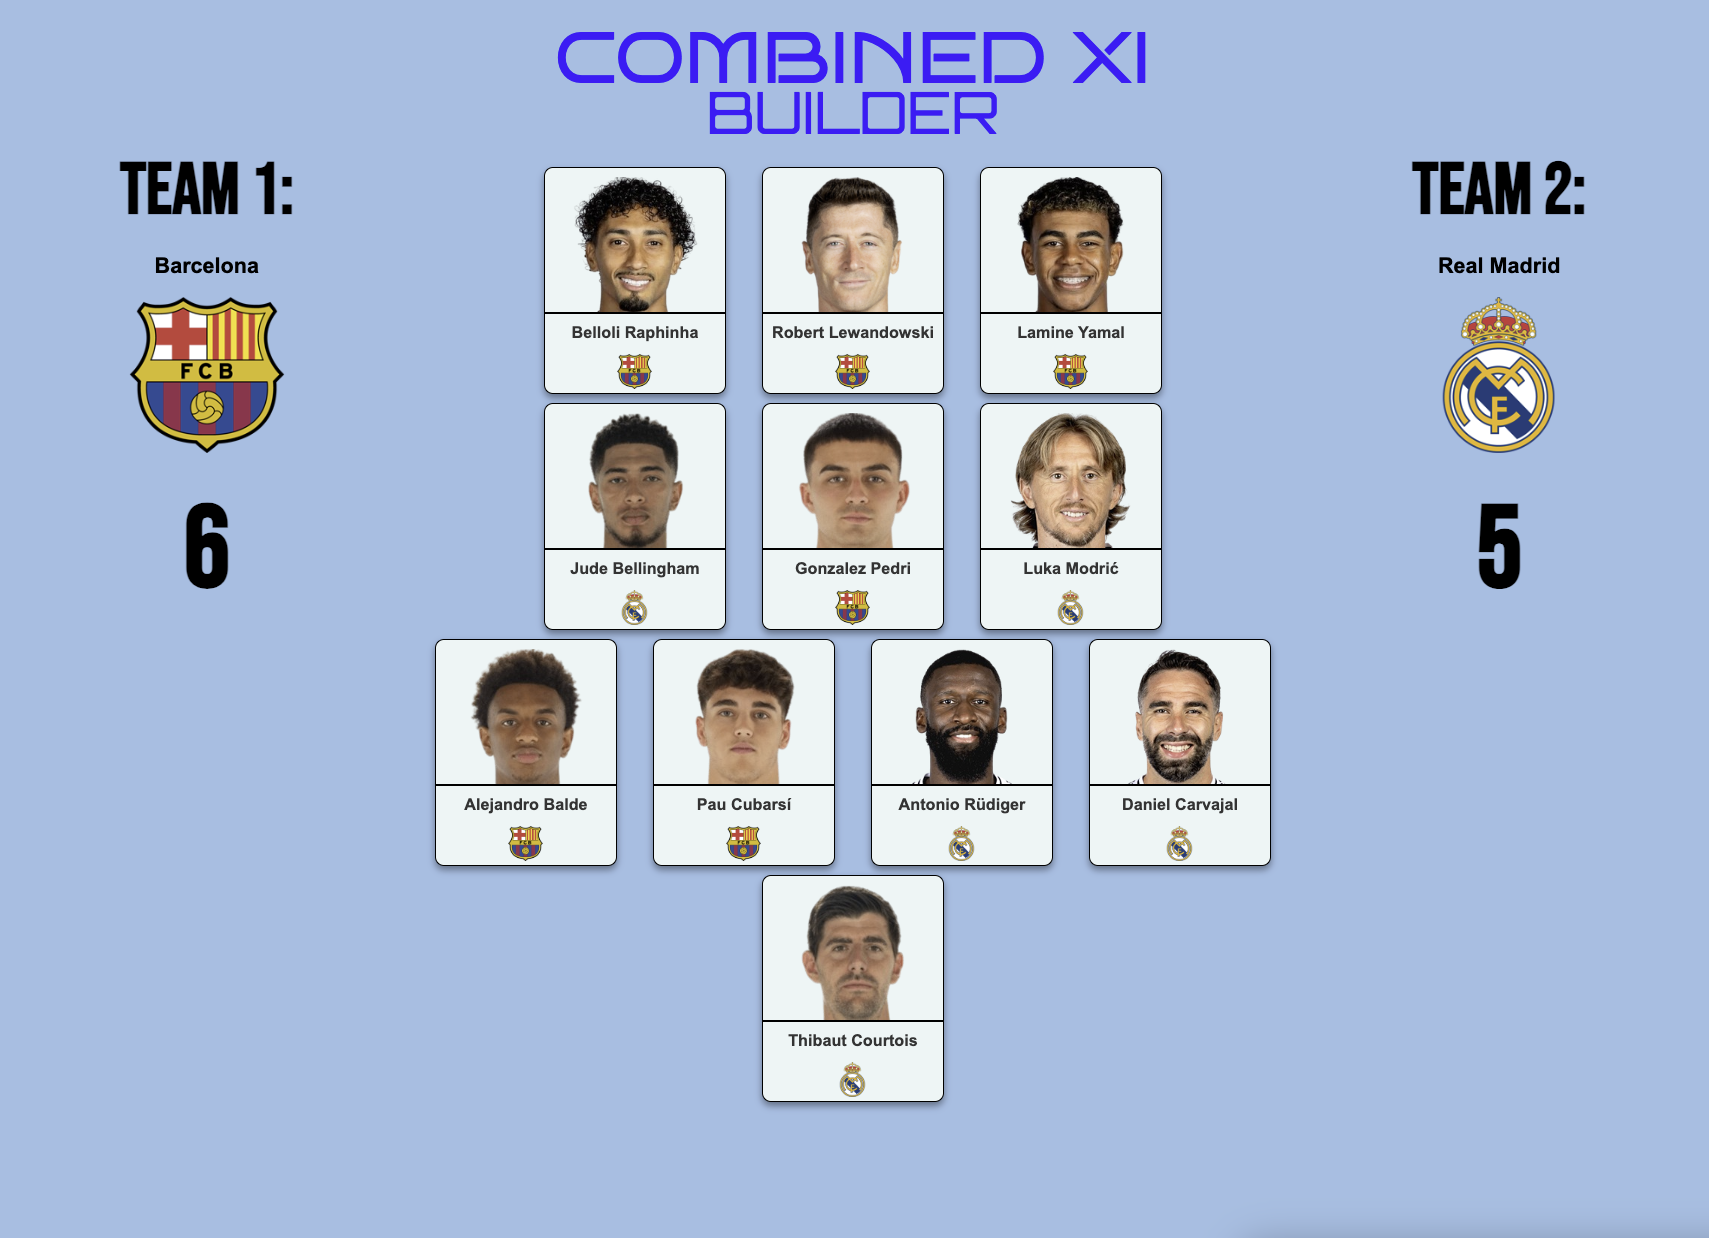 COMBINED XI
BUILDER
TEAM 1:
Barcelona
FCB
6
TEAM 2:
Real Madrid
5
Belloli Raphinha
Robert Lewandowski
Lamine Yamal
Jude Bellingham
Gonzalez Pedri
Luka Modrić
Alejandro Balde
Pau Cubarsí
Antonio Rüdiger
Daniel Carvajal
Thibaut Courtois